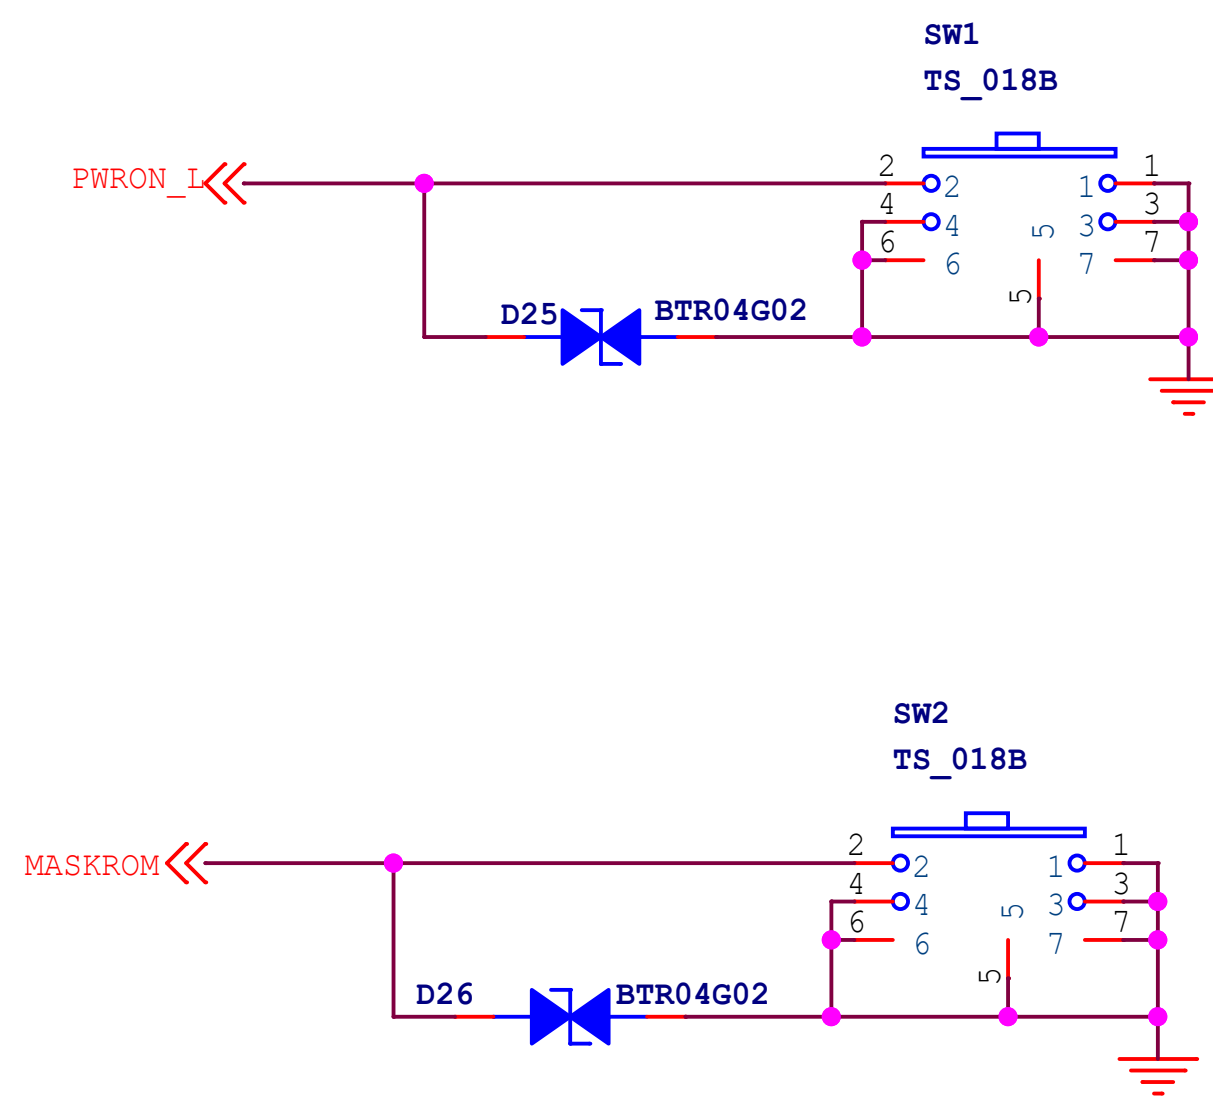 SW1
TS_018B
PWRON_L
2 2 1 1
4 4 5 3 3
6 6 7 7
5
D25 BTR04G02
SW2
TS_018B
MASKROM
2 2 1 1
4 4 5 3 3
6 6 7 7
5
D26 BTR04G02